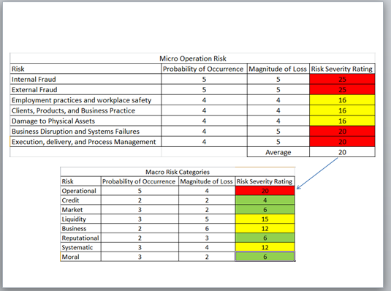 Micro Operation Risk
Risk Probability of Occurrence Magnitude of Loss Risk Severity Rating
Internal Fraud 5 5 25
External Fraud 5 5 25
Employment practices and workplace safety 4 4 16
Clients, Products, and Business Practice 4 4 16
Damage to Physical Assets 4 4 16
Business Disruption and Systems Failures 4 5 20
Execution, delivery, and Process Management 4 5 20
Average 20
Macro Risk Categories
Risk Probability of Occurrence Magnitude of Loss Risk Severity Rating
Operational 5 4 20
Credit 2 2 4
Market 3 2 6
Liquidity 3 5 15
Business 2 6 12
Reputational 2 3 6
Systematic 3 4 12
Moral 3 2 6